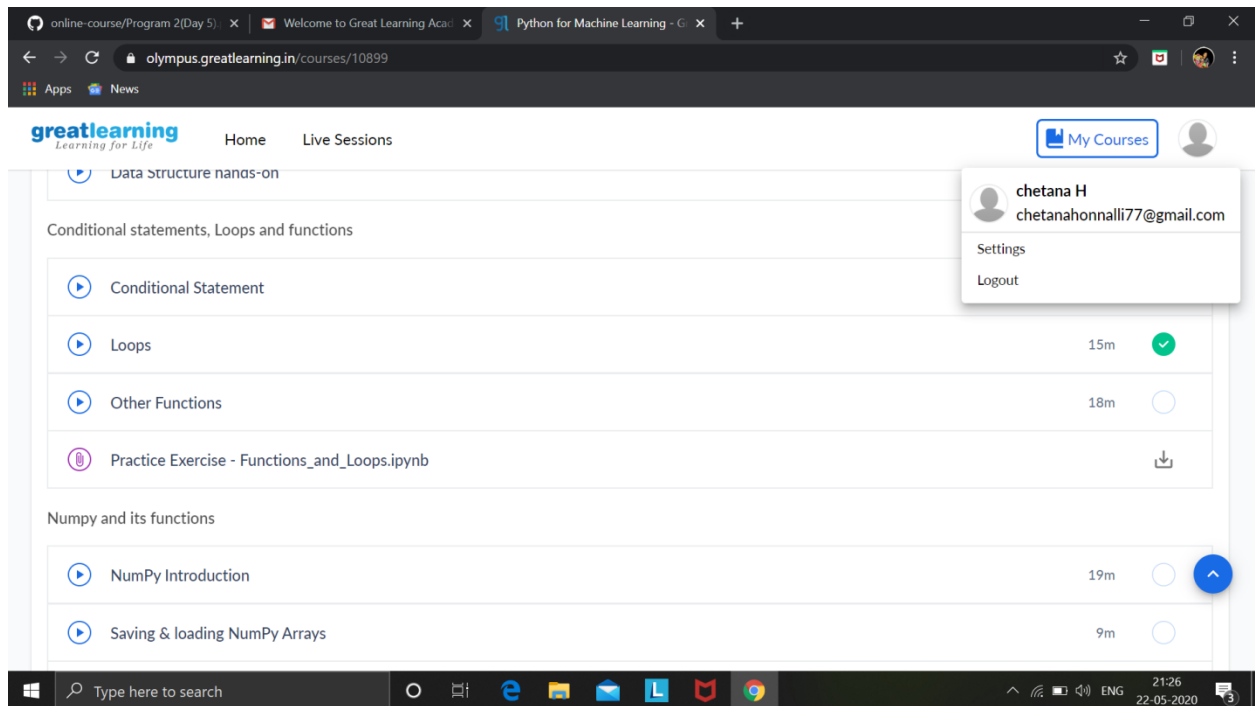 online-course/Program 2(Day 5).
Welcome to Great Learning Acad
Python for Machine Learning - G
olympus.greatlearning.in/courses/10899
Apps News
greatlearning
Learning for Life
Home Live Sessions
My Courses
Data Structure hands-on
chetana H
chetanahonnalli77@gmail.com
Settings
Logout
Conditional statements, Loops and functions
Conditional Statement
Loops 15m
Other Functions 18m
Practice Exercise - Functions_and_Loops.ipynb
Numpy and its functions
NumPy Introduction 19m
Saving & loading NumPy Arrays 9m
Type here to search
L
ENG
21:26
22-05-2020
3